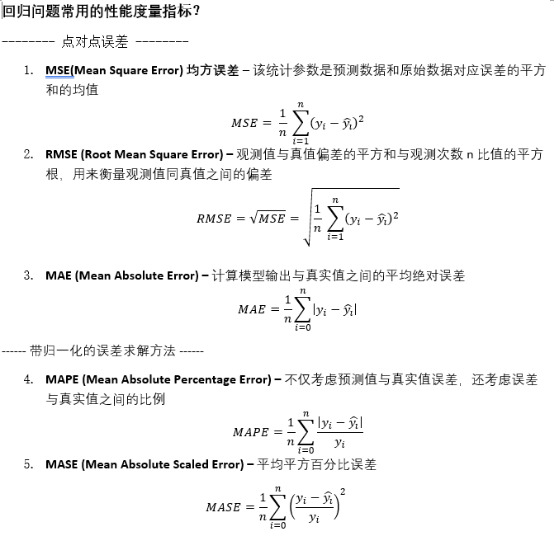 回归问题常用的性能度量指标？
-------- 点对点误差 --------
1. MSE(Mean Square Error) 均方误差 – 该统计参数是预测数据和原始数据对应误差的平方
和的均值
MSE = \frac{1}{n} \sum_{i=1}^{n} (y_i - \hat{y_i})^2
2. RMSE (Root Mean Square Error) – 观测值与真值偏差的平方和与观测次数 n 比值的平方
根，用来衡量观测值同真值之间的偏差
RMSE = \sqrt{MSE} = \sqrt{\frac{1}{n} \sum_{i=1}^{n} (y_i - \hat{y_i})^2}
3. MAE (Mean Absolute Error) – 计算模型输出与真实值之间的平均绝对误差
MAE = \frac{1}{n} \sum_{i=0}^{n} |y_i - \hat{y_i}|
------ 带归一化的误差求解方法 ------
4. MAPE (Mean Absolute Percentage Error) – 不仅考虑预测值与真实值误差，还考虑误差
与真实值之间的比例
MAPE = \frac{1}{n} \sum_{i=0}^{n} \frac{|y_i - \hat{y_i}|}{y_i}
5. MASE (Mean Absolute Scaled Error) – 平均平方百分比误差
MASE = \frac{1}{n} \sum_{i=0}^{n} \left(\frac{y_i - \hat{y_i}}{y_i}\right)^2